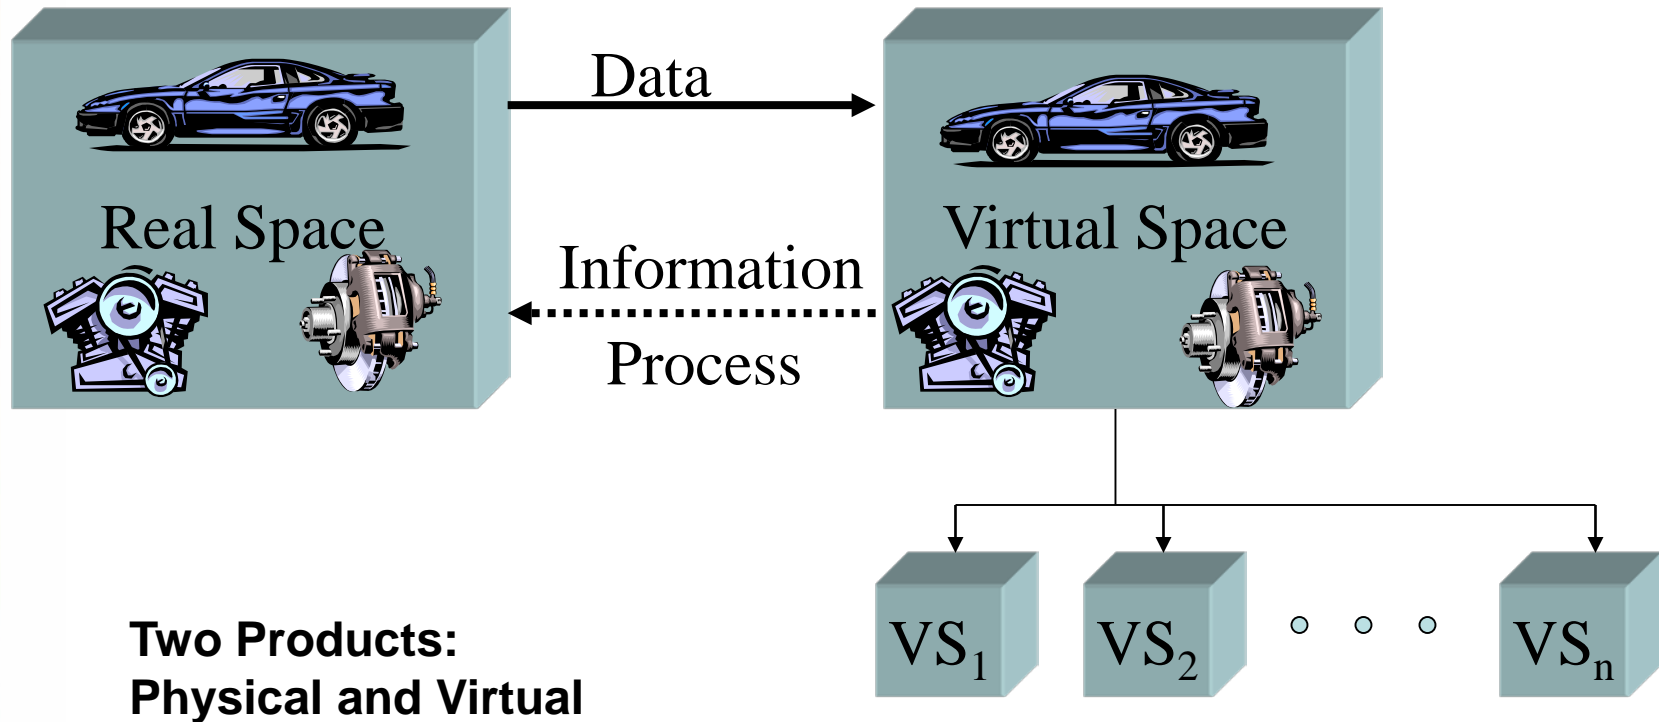 Data
Real Space
Virtual Space
Information
Process
VS1
VS2
VSn
Two Products:
Physical and Virtual